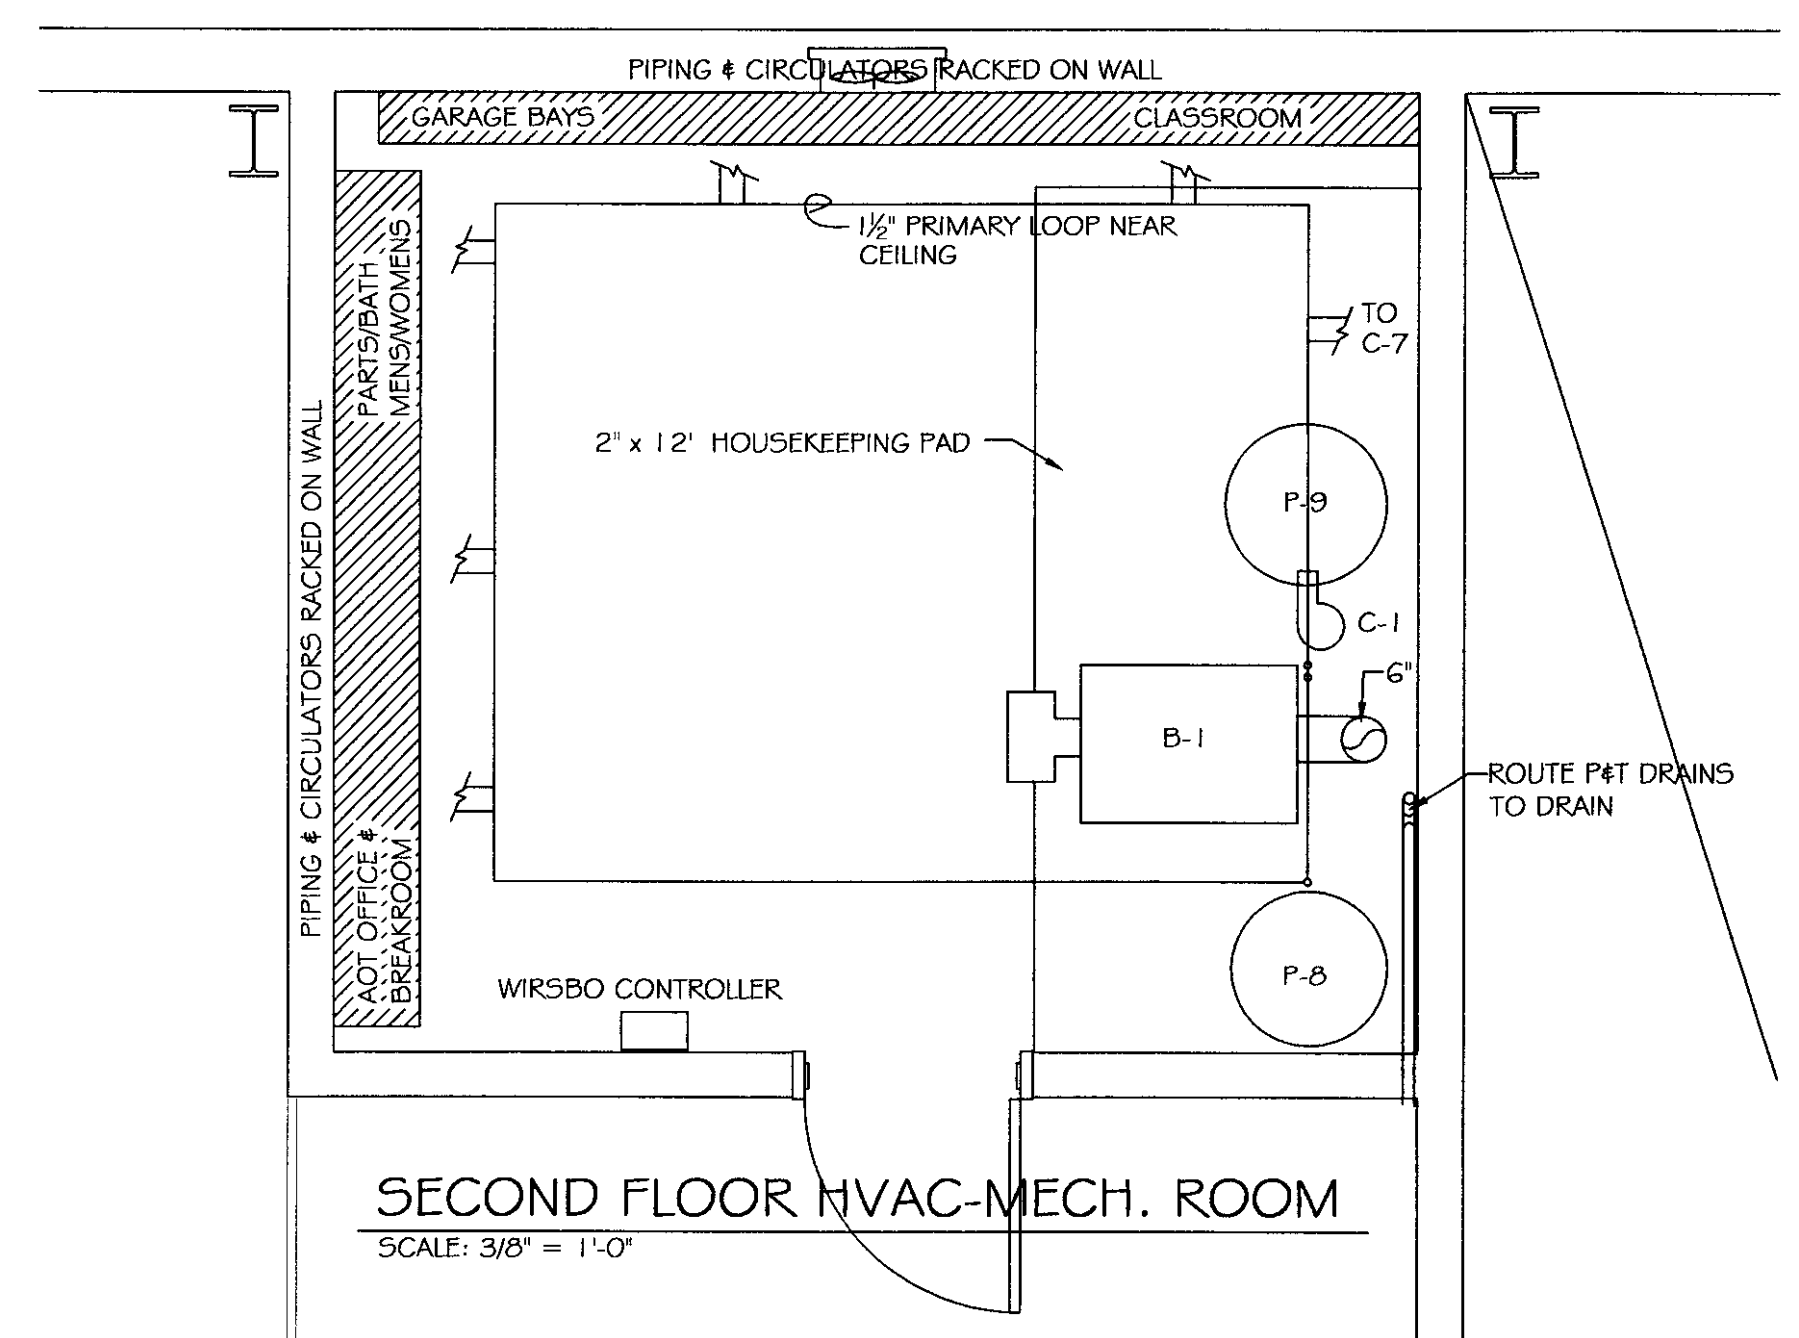 PIPING & CIRCULATORS RACKED ON WALL
GARAGE BAYS
CLASSROOM
1½" PRIMARY LOOP NEAR
CEILING
PARTS/BATH
MENS/WOMENS
TO
C-7
2" x 12' HOUSEKEEPING PAD
P-9
PIPING & CIRCULATORS RACKED ON WALL
C-1
6"
B-1
ROUTE P&T DRAINS
TO DRAIN
AOT OFFICE &
BREAKROOM
P-8
WIRSBO CONTROLLER
SECOND FLOOR HVAC-MECH. ROOM
SCALE: 3/8" = 1'-0"